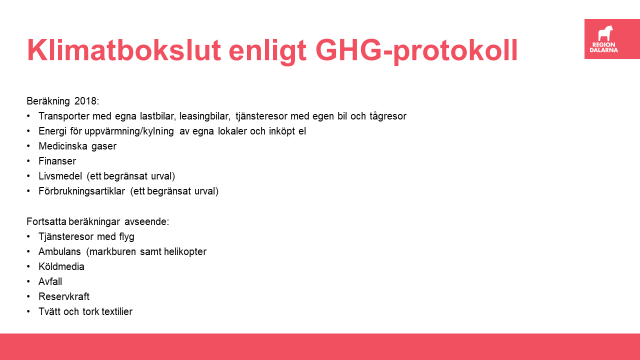 Klimatbokslut enligt GHG-protokoll
REGION
DALARNA
Beräkning 2018:
• Transporter med egna lastbilar, leasingbilar, tjänsteresor med egen bil och tågresor
• Energi för uppvärmning/kylning av egna lokaler och inköpt el
• Medicinska gaser
• Finanser
• Livsmedel (ett begränsat urval)
• Förbrukningsartiklar (ett begränsat urval)
Fortsatta beräkningar avseende:
• Tjänsteresor med flyg
• Ambulans (markburen samt helikopter
• Köldmedia
• Avfall
• Reservkraft
• Tvätt och tork textilier